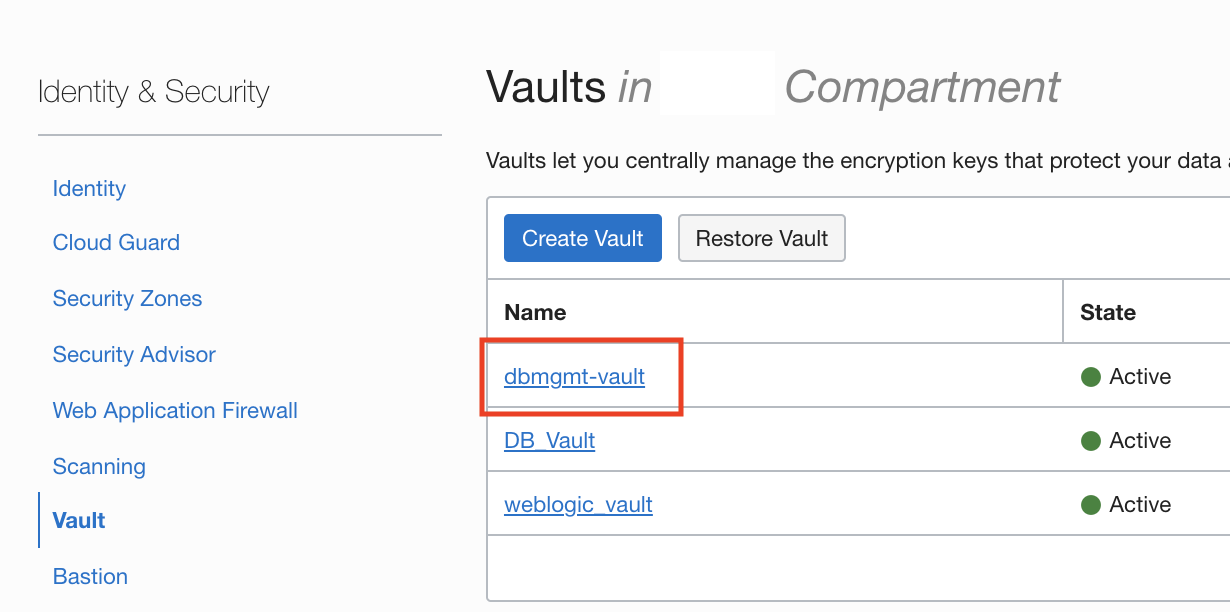 Identity & Security
Identity
Cloud Guard
Security Zones
Security Advisor
Web Application Firewall
Scanning
Vault
Bastion
Vaults in Compartment
Vaults let you centrally manage the encryption keys that protect your data
Create Vault Restore Vault
Name State
dbmgmt-vault Active
DB_Vault Active
weblogic_vault Active